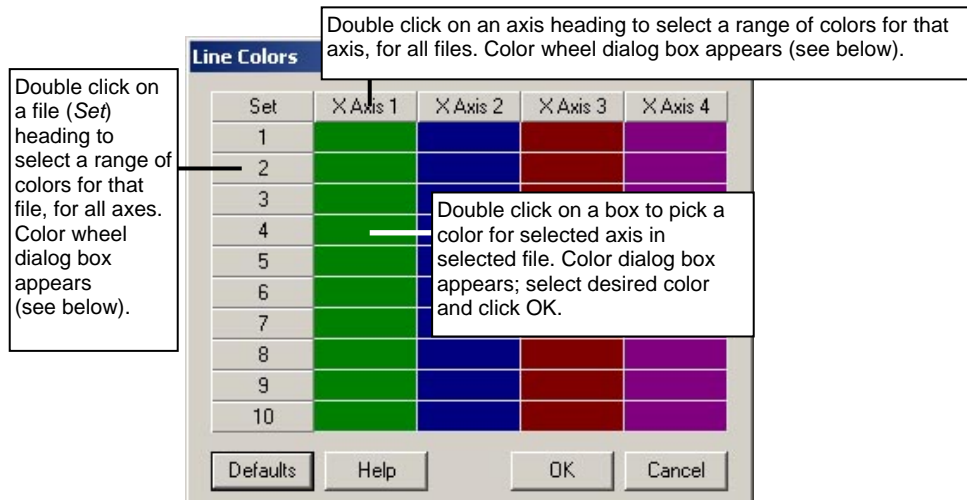 Double click on an axis heading to select a range of colors for that
axis, for all files. Color wheel dialog box appears (see below).
Line Colors
Double click on
a file (Set)
heading to
select a range of
colors for that
file, for all axes.
Color wheel
dialog box
appears
(see below).
Set X Axis 1 X Axis 2 X Axis 3 X Axis 4
1
2
3
4
5
6
7
8
9
10
Double click on a box to pick a
color for selected axis in
selected file. Color dialog box
appears; select desired color
and click OK.
Defaults Help OK Cancel